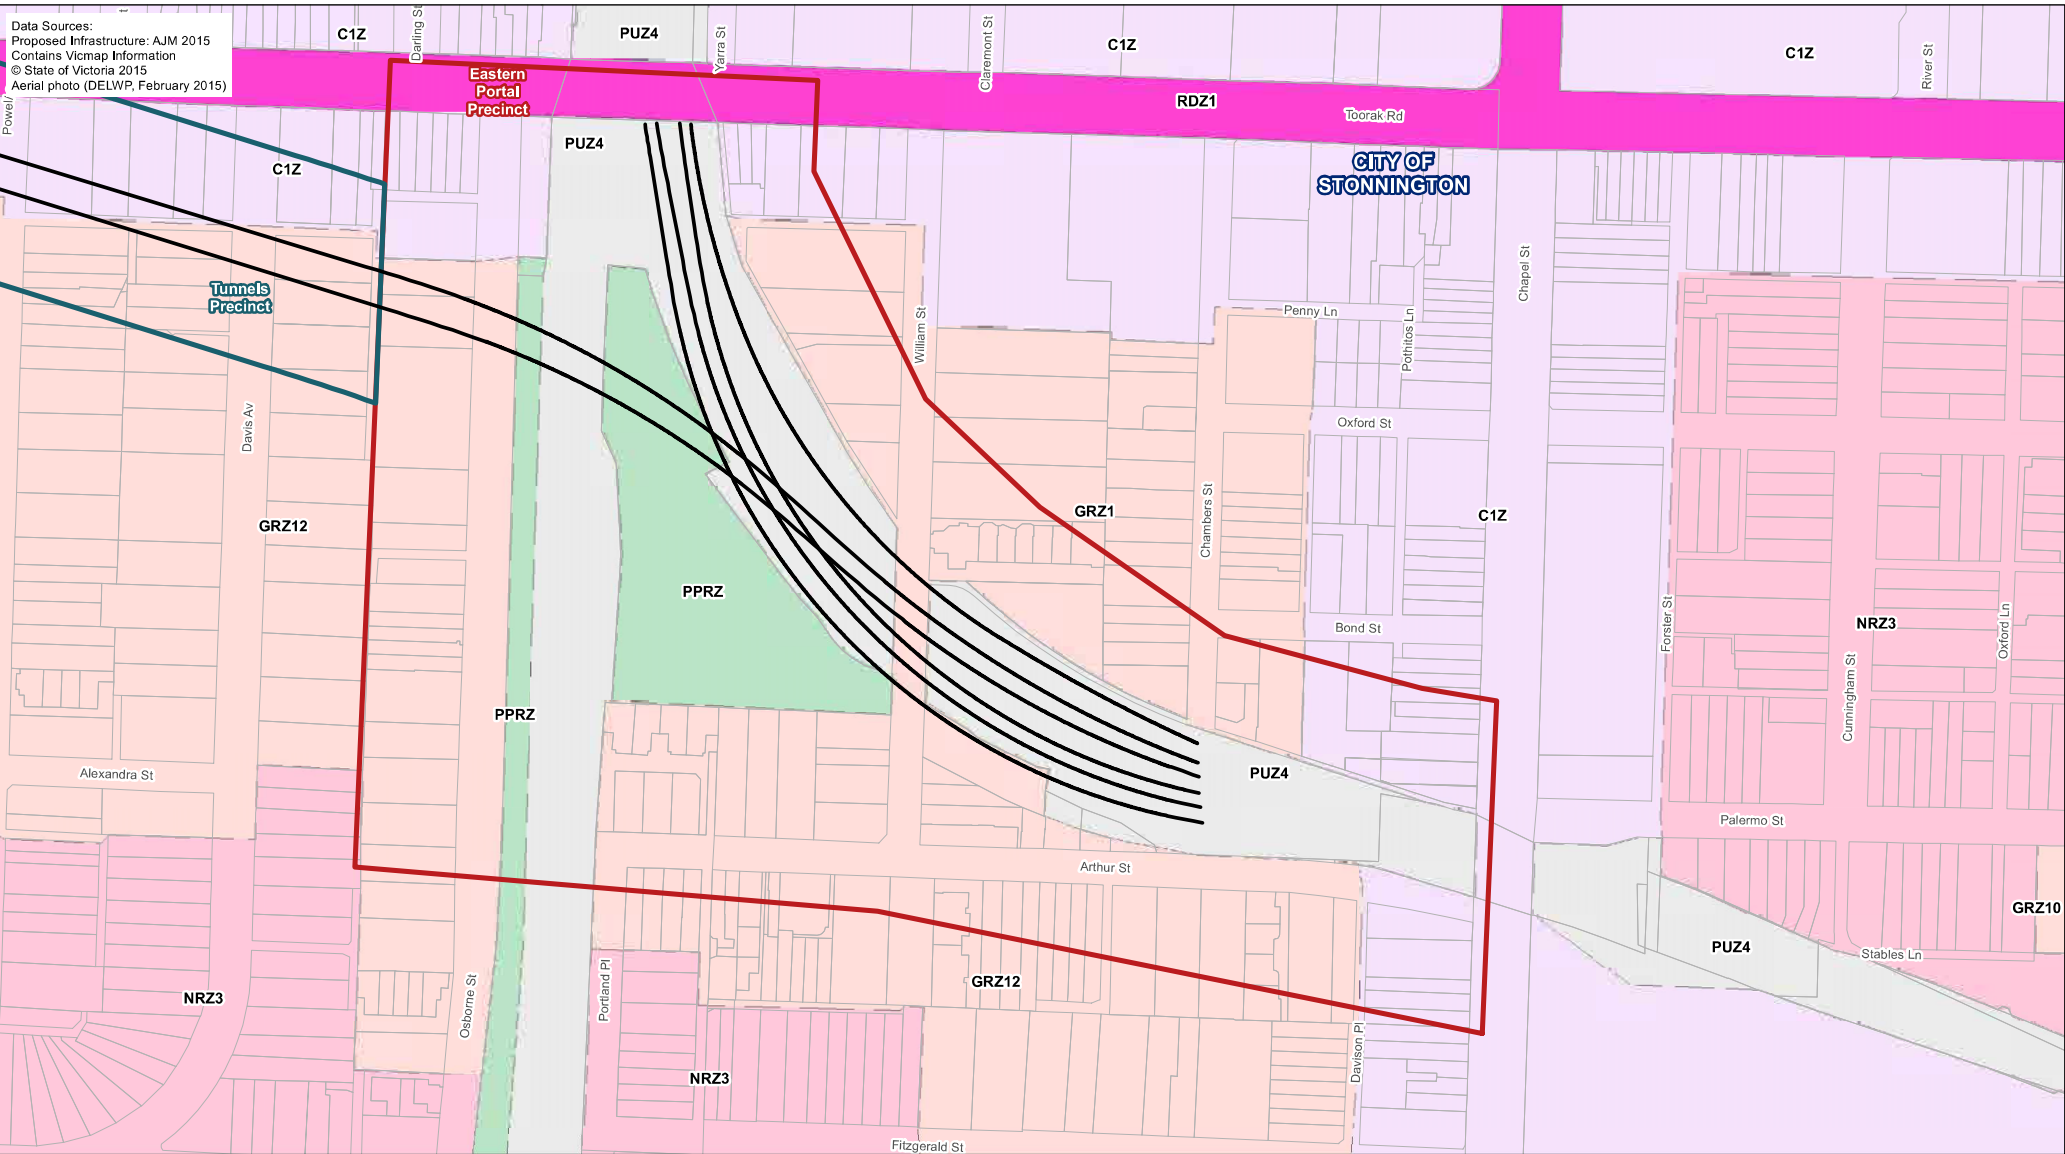 Data Sources:
Proposed Infrastructure: AJM 2015
Contains Vicmap Information
© State of Victoria 2015
Aerial photo (DELWP, February 2015)
C1Z
Darling St
PUZ4
Yarra St
Claremont St
C1Z
C1Z
River St
Eastern
Portal
Precinct
RDZ1
Toorak Rd
PUZ4
C1Z
CITY OF
STONNINGTON
Tunnels
Precinct
Chapel St
Penny Ln
Pothitos Ln
William St
Davis Av
Oxford St
GRZ12
GRZ1
Chambers St
C1Z
PPRZ
Bond St
Forster St
NRZ3
Oxford Ln
Cunningham St
PPRZ
Alexandra St
PUZ4
Palermo St
Arthur St
GRZ10
PUZ4
Stables Ln
GRZ12
NRZ3
Osborne St
Portland Pl
Davison Pl
NRZ3
Fitzgerald St